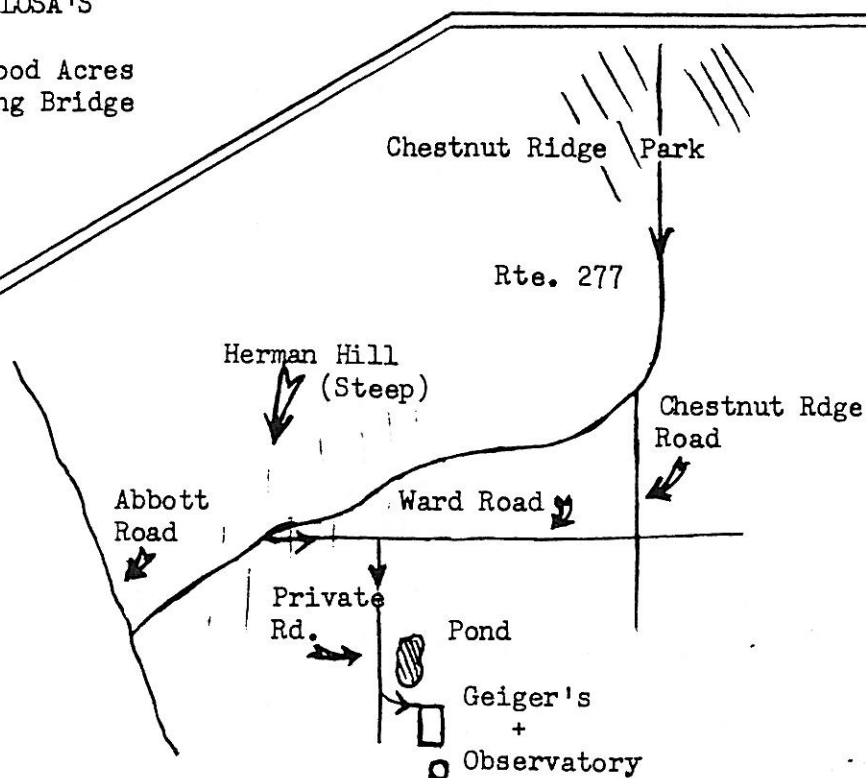 LOSA'S
ood Acres
ng Bridge
Chestnut Ridge Park
Rte. 277
Herman Hill
(Steep)
Chestnut Rdge
Road
Abbott
Road
Ward Road
Private
Rd.
Pond
Geiger's
+
Observatory